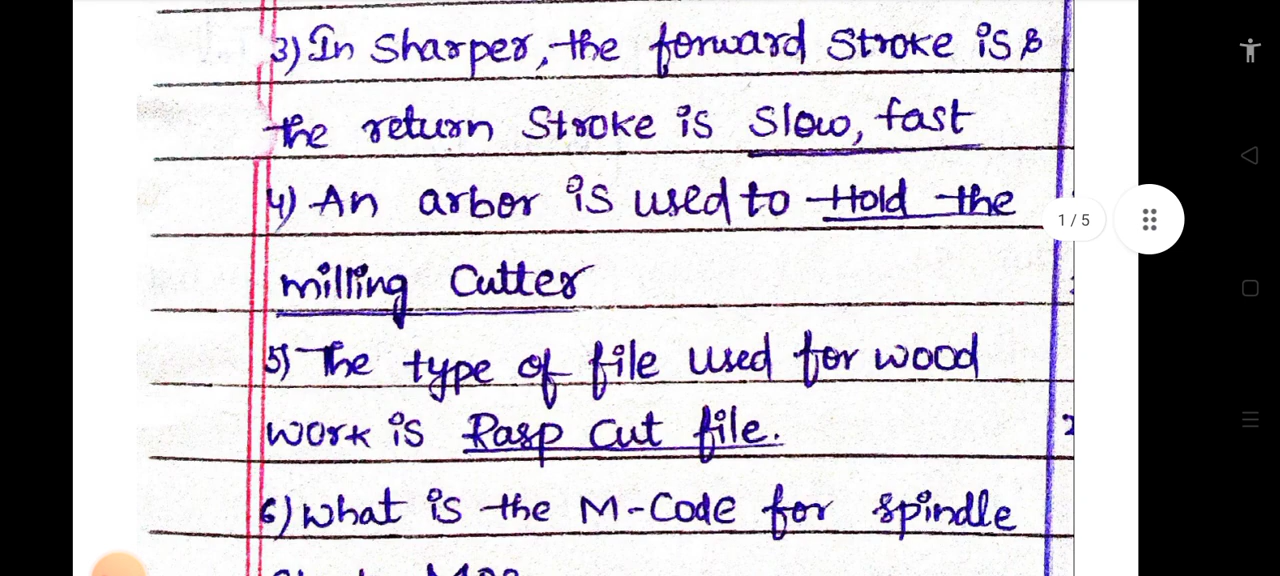 3) In Sharper, the forward Stroke is &
the return Stroke is Slow, fast
4) An arbor is used to Hold the
1 / 5
milling Cutter
5) The type of file used for wood
work is Rasp Cut file.
6) What is the M-Code for spindle